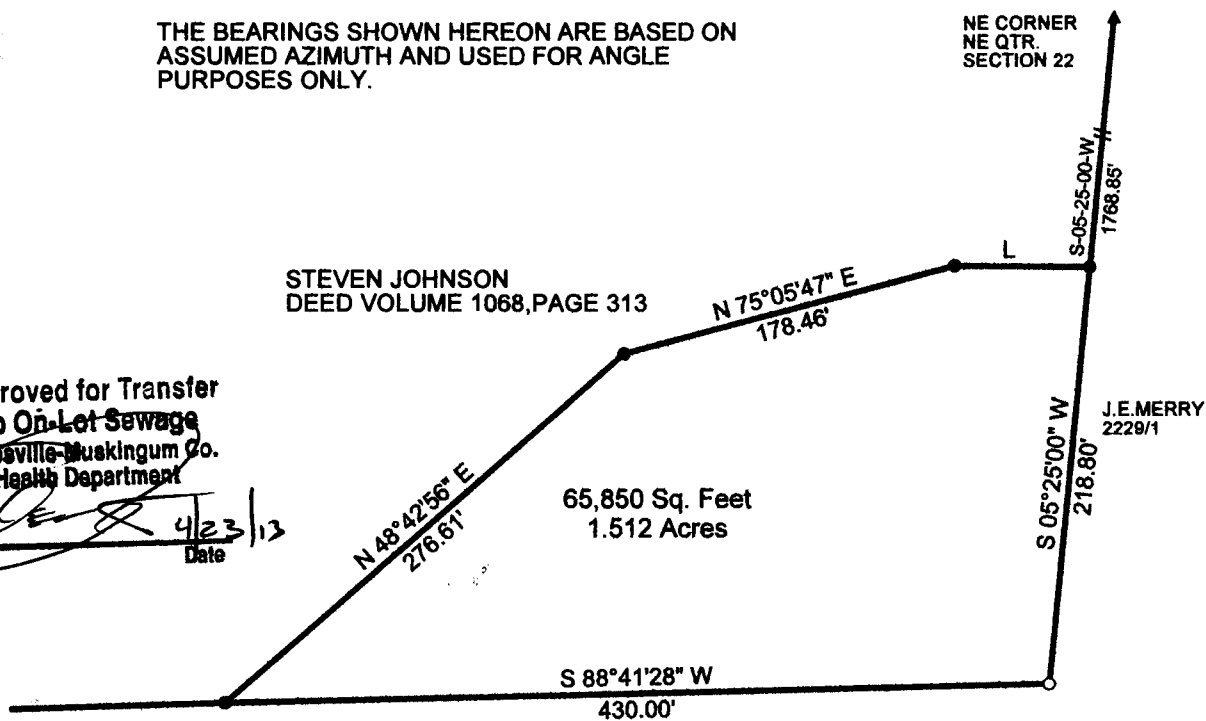 THE BEARINGS SHOWN HEREON ARE BASED ON
ASSUMED AZIMUTH AND USED FOR ANGLE
PURPOSES ONLY.
NE CORNER
NE QTR.
SECTION 22
S-05-25-00-W
1768.85'
L
STEVEN JOHNSON
DEED VOLUME 1068,PAGE 313
N 75°05'47" E
178.46'
roved for Transfer
On-Lot Sewage
sville-Muskingum Co.
Health Department
4/23/13
Date
J.E.MERRY
2229/1
S 05°25'00" W
218.80'
N 48°42'56" E
276.61'
65,850 Sq. Feet
1.512 Acres
S 88°41'28" W
430.00'